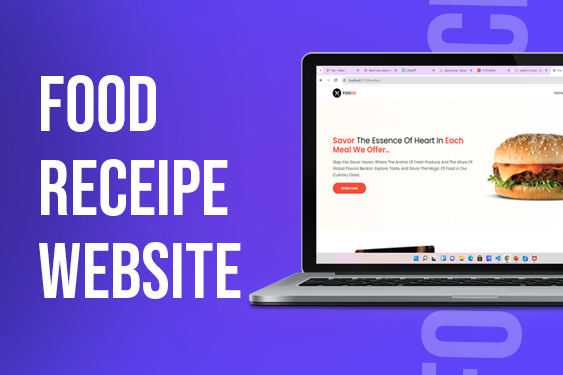 FOOD
RECEIPE
WEBSITE
FOODIE
Home
Savor The Essence Of Heart In Each
Meal We Offer..
Step Into Savor Haven, Where The Aroma Of Fresh Produce And The Allure Of
Global Flavors Beckon. Explore, Taste, And Savor The Magic Of Food In Our
Culinary Oasis.
Order now